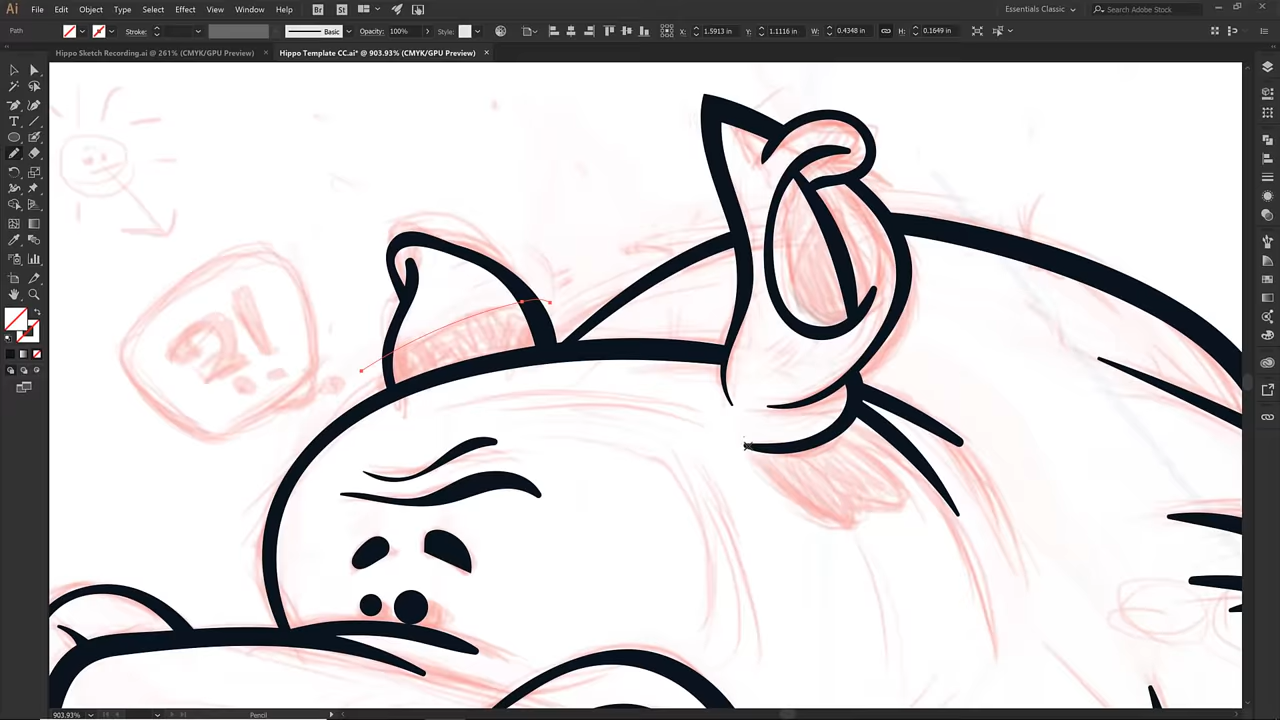 Ai File Edit Object Type Select Effect View Window Help Br St Essentials Classic Search Adobe Stock
Path Stroke: Basic Opacity: 100% Style: X: 1.5913 in Y: 1.1116 in W: 0.4348 in H: 0.1649 in
Hippo Sketch Recording.ai @ 261% (CMYK/GPU Preview) × Hippo Template CC.ai* @ 903.93% (CMYK/GPU Preview) ×
?!
903.93% Pencil